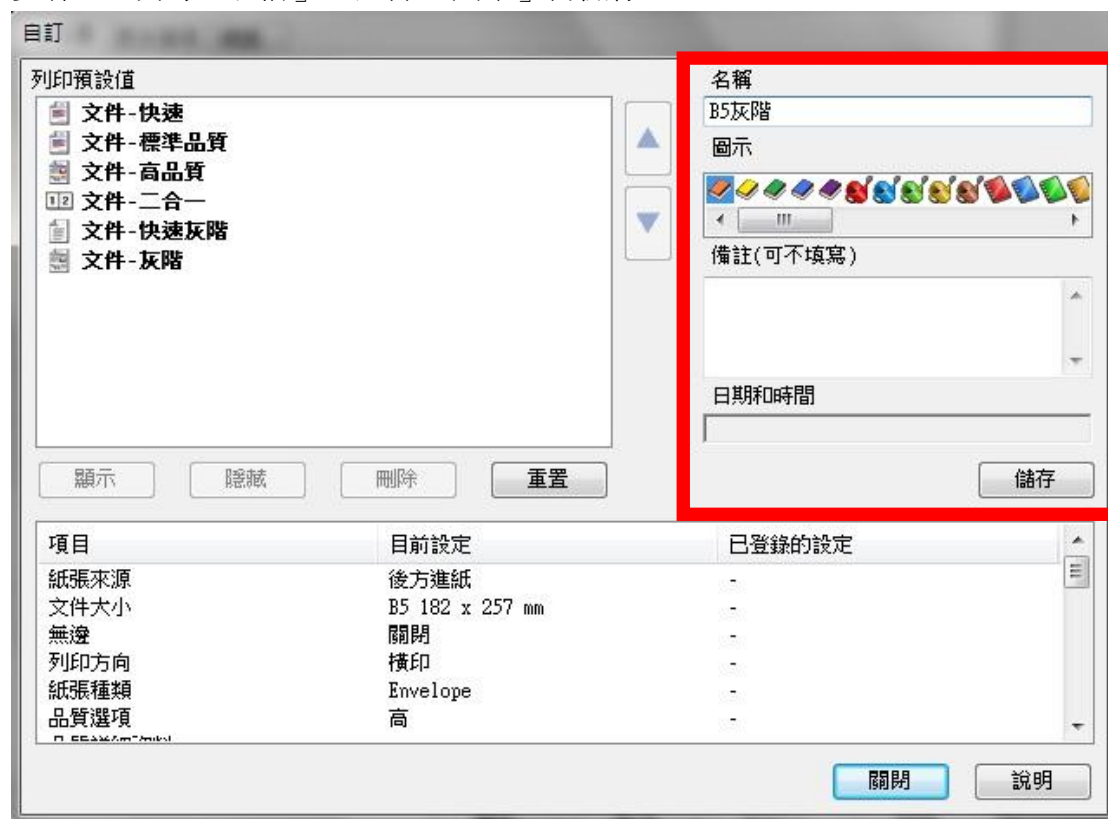 自訂
列印預設值
文件-快速
文件-標準品質
文件-高品質
文件-二合一
文件-快速灰階
文件-灰階
名稱
B5灰階
圖示
備註(可不填寫)
日期和時間
顯示 隱藏 刪除 重置
儲存
項目 目前設定 已登錄的設定
紙張來源 後方進紙 -
文件大小 B5 182 x 257 mm -
無邊 關閉 -
列印方向 橫印 -
紙張種類 Envelope -
品質選項 高 -
關閉 說明